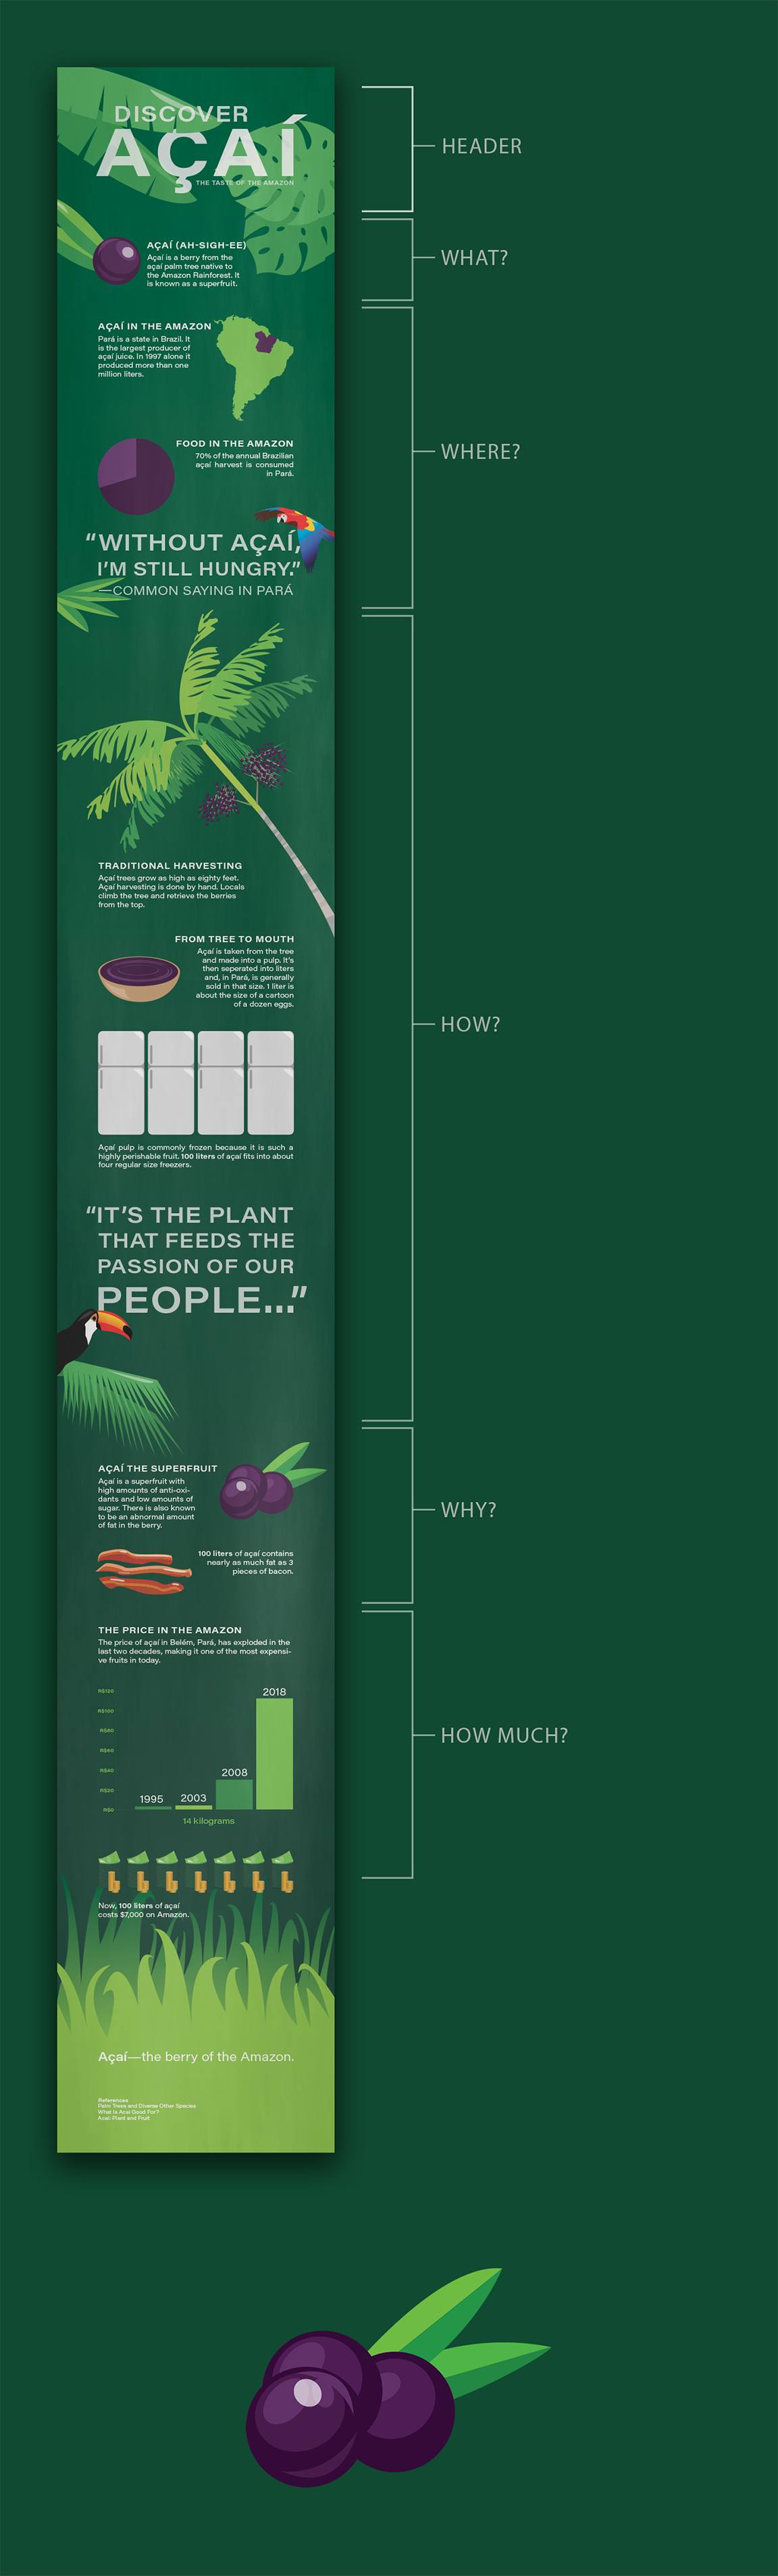 DISCOVER
AÇAÍ
THE TASTE OF THE AMAZON
HEADER
AÇAÍ (AH-SIGH-EE)
Açaí is a berry from the
açaí palm tree native to
the Amazon Rainforest. It
is known as a superfruit.
WHAT?
AÇAÍ IN THE AMAZON
Pará is a state in Brazil. It
is the largest producer of
açaí juice. In 1997 alone it
produced more than one
million liters.
FOOD IN THE AMAZON
70% of the annual Brazilian
açaí harvest is consumed
in Pará.
“WITHOUT AÇAÍ,
I’M STILL HUNGRY.”
—COMMON SAYING IN PARÁ
WHERE?
TRADITIONAL HARVESTING
Açaí trees grow as high as eighty feet.
Açaí harvesting is done by hand. Locals
climb the tree and retrieve the berries
from the top.
FROM TREE TO MOUTH
Açaí is taken from the tree
and made into a pulp. It’s
then seperated into liters
and, in Pará, is generally
sold in that size. 1 liter is
about the size of a cartoon
of a dozen eggs.
Açaí pulp is commonly frozen because it is such a
highly perishable fruit. 100 liters of açaí fits into about
four regular size freezers.
“IT’S THE PLANT
THAT FEEDS THE
PASSION OF OUR
PEOPLE...”
HOW?
AÇAÍ THE SUPERFRUIT
Açaí is a superfruit with
high amounts of anti-oxi-
dants and low amounts of
sugar. There is also known
to be an abnormal amount
of fat in the berry.
100 liters of açaí contains
nearly as much fat as 3
pieces of bacon.
WHY?
THE PRICE IN THE AMAZON
The price of açaí in Belém, Pará, has exploded in the
last two decades, making it one of the most expensi-
ve fruits in today.
R$120
R$100
R$80
R$60
R$40
R$20
R$0
1995
2003
2008
2018
14 kilograms
Now, 100 liters of açaí
costs $7,000 on Amazon.
HOW MUCH?
Açaí—the berry of the Amazon.
References
Palm Trees and Diverse Other Species
What Is Acai Good For?
Acai: Plant and Fruit